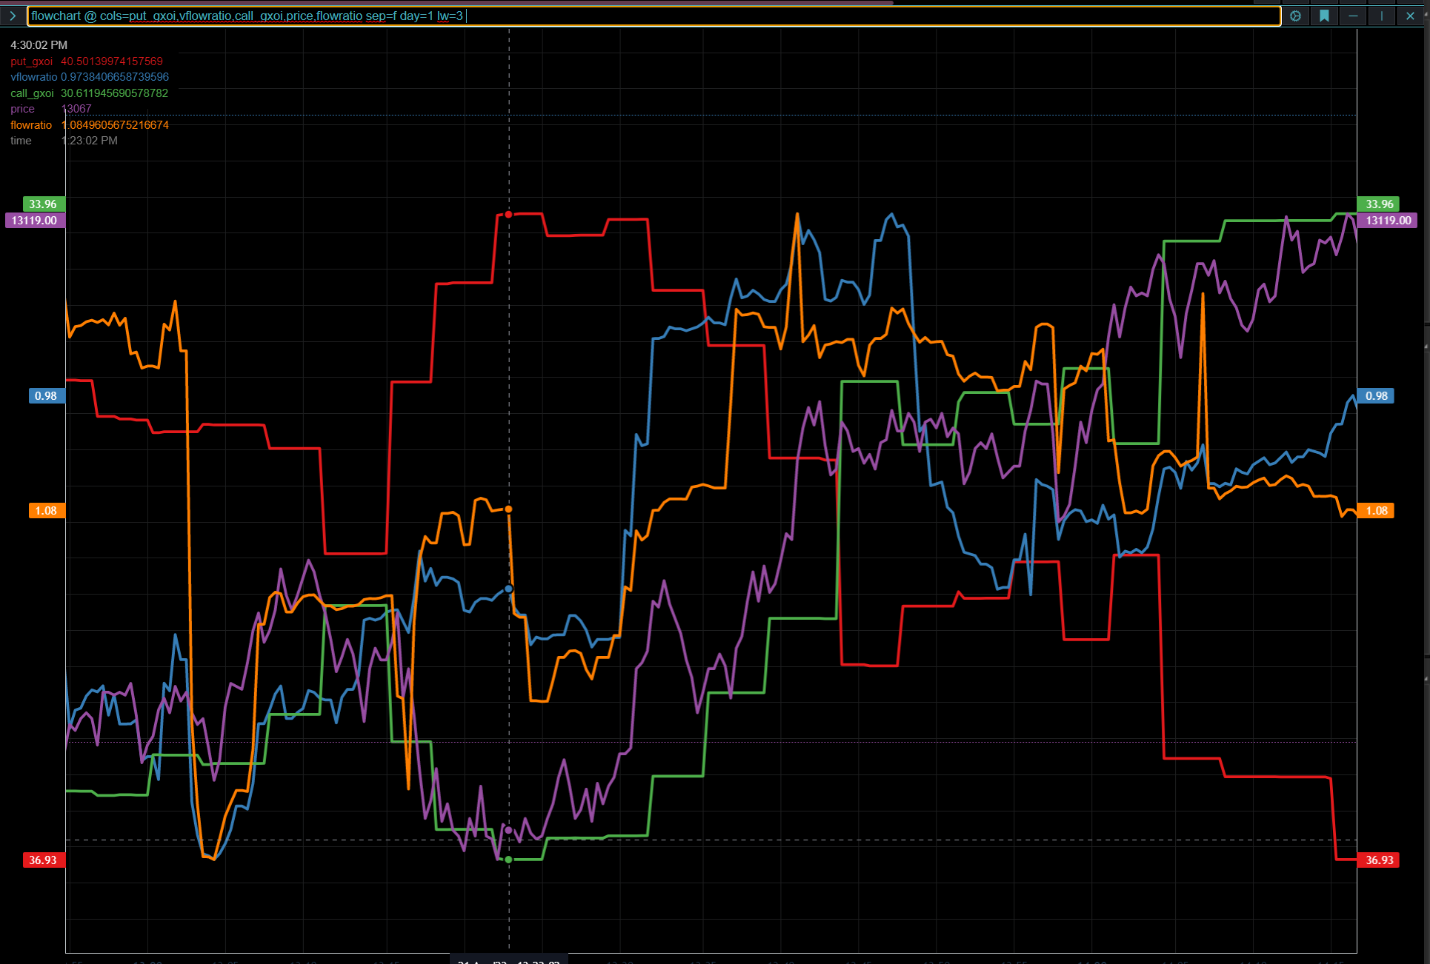 flowchart @ cols=put_gxoi,vflowratio,call_gxoi,price,flowratio sep=f day=1 lw=3
4:30:02 PM
put_gxoi 40.50139974157569
vflowratio 0.9738406658739596
call_gxoi 30.611945690578782
price 13067
flowratio 1.0849605675216674
time 1:23:02 PM
33.96 33.96
13119.00 13119.00
0.98 0.98
1.08 1.08
36.93 36.93